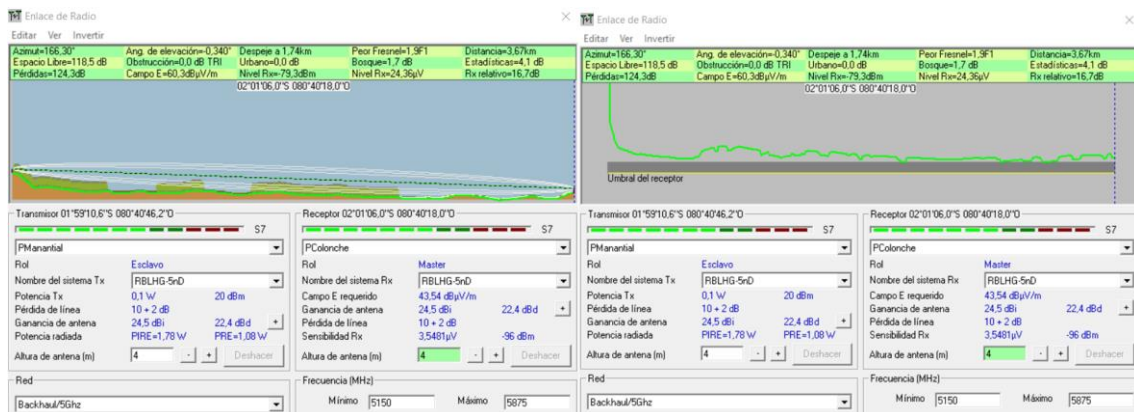 Enlace de Radio
Editar Ver Invertir
Azimut=166,30° Ang. de elevación=-0,340° Despeje a 1,74km Peor Fresnel=1,9F1 Distancia=3,67km
Espacio Libre=118,5 dB Obstrucción=0,0 dB TRI Urbano=0,0 dB Bosque=1,7 dB Estadísticas=4,1 dB
Pérdidas=124,3dB Campo E=60,3dBµV/m Nivel Rx=-79,3dBm Nivel Rx=24,36µV Rx relativo=16,7dB
02°01'06,0''S 080°40'18,0''O
Transmisor 01°59'10,6''S 080°40'46,2''O
S7
PManantial
Rol Esclavo
Nombre del sistema Tx RBLHG-5nD
Potencia Tx 0,1 W 20 dBm
Pérdida de línea 10 + 2 dB
Ganancia de antena 24,5 dBi 22,4 dBd +
Potencia radiada PIRE=1,78 W PRE=1,08 W
Altura de antena (m) 4 - + Deshacer
Red
Backhaul/5Ghz
Receptor 02°01'06,0''S 080°40'18,0''O
S7
PColonche
Rol Master
Nombre del sistema Rx RBLHG-5nD
Campo E requerido 43,54 dBµV/m
Ganancia de antena 24,5 dBi 22,4 dBd +
Pérdida de línea 10 + 2 dB
Sensibilidad Rx 3,5481µV -96 dBm
Altura de antena (m) 4 - + Deshacer
Frecuencia (MHz)
Mínimo 5150 Máximo 5875
Enlace de Radio
Editar Ver Invertir
Azimut=166,30° Ang. de elevación=-0,340° Despeje a 1,74km Peor Fresnel=1,9F1 Distancia=3,67km
Espacio Libre=118,5 dB Obstrucción=0,0 dB TRI Urbano=0,0 dB Bosque=1,7 dB Estadísticas=4,1 dB
Pérdidas=124,3dB Campo E=60,3dBµV/m Nivel Rx=-79,3dBm Nivel Rx=24,36µV Rx relativo=16,7dB
02°01'06,0''S 080°40'18,0''O
Umbral del receptor
Transmisor 01°59'10,6''S 080°40'46,2''O
S7
PManantial
Rol Esclavo
Nombre del sistema Tx RBLHG-5nD
Potencia Tx 0,1 W 20 dBm
Pérdida de línea 10 + 2 dB
Ganancia de antena 24,5 dBi 22,4 dBd +
Potencia radiada PIRE=1,78 W PRE=1,08 W
Altura de antena (m) 4 - + Deshacer
Red
Backhaul/5Ghz
Receptor 02°01'06,0''S 080°40'18,0''O
S7
PColonche
Rol Master
Nombre del sistema Rx RBLHG-5nD
Campo E requerido 43,54 dBµV/m
Ganancia de antena 24,5 dBi 22,4 dBd +
Pérdida de línea 10 + 2 dB
Sensibilidad Rx 3,5481µV -96 dBm
Altura de antena (m) 4 - + Deshacer
Frecuencia (MHz)
Mínimo 5150 Máximo 5875